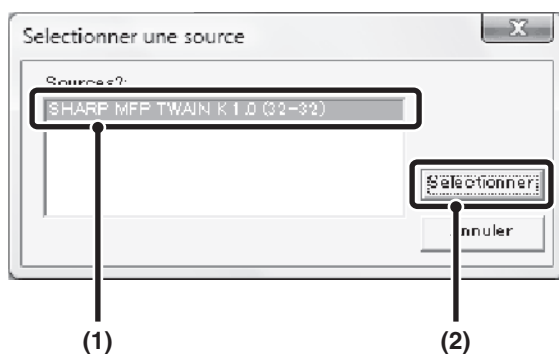 Selectionner une source
X
Sources?:
SHARP MFP TWAIN K 1.0 (32-32)
Selectionner
Annuler
(1)
(2)